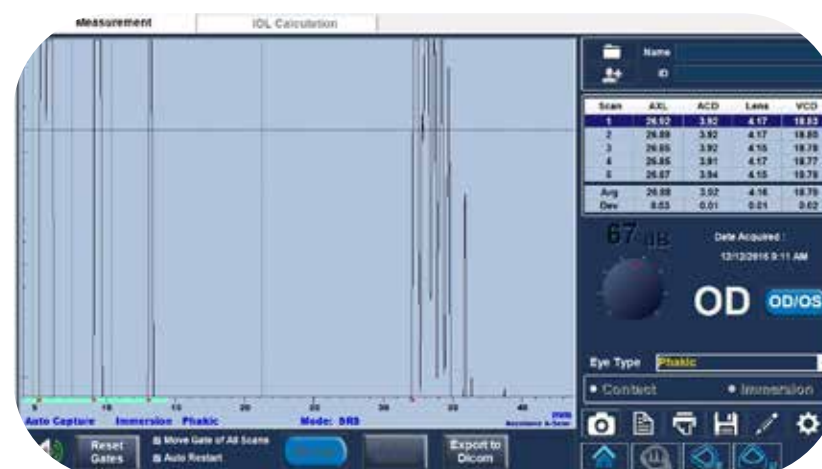 Measurement
IOL Calculation
Name
ID
Scan AXL ACD Lens VCD
1 26.92 3.92 4.17 18.83
2 26.89 3.92 4.17 18.80
3 26.85 3.92 4.15 18.78
4 26.85 3.91 4.17 18.77
5 26.87 3.94 4.15 18.78
Avg 26.88 3.92 4.16 18.79
Dev 0.03 0.01 0.01 0.02
67 dB
Date Acquired :
12/12/2016 9:11 AM
OD OD/OS
Eye Type Phakic
Contact Immersion
5 10 15 20 25 30 35 40 mm
Auto Capture Immersion Phakic Mode: SRB
Reset Gates
Move Gate of All Scans
Auto Restart
Export to Dicom